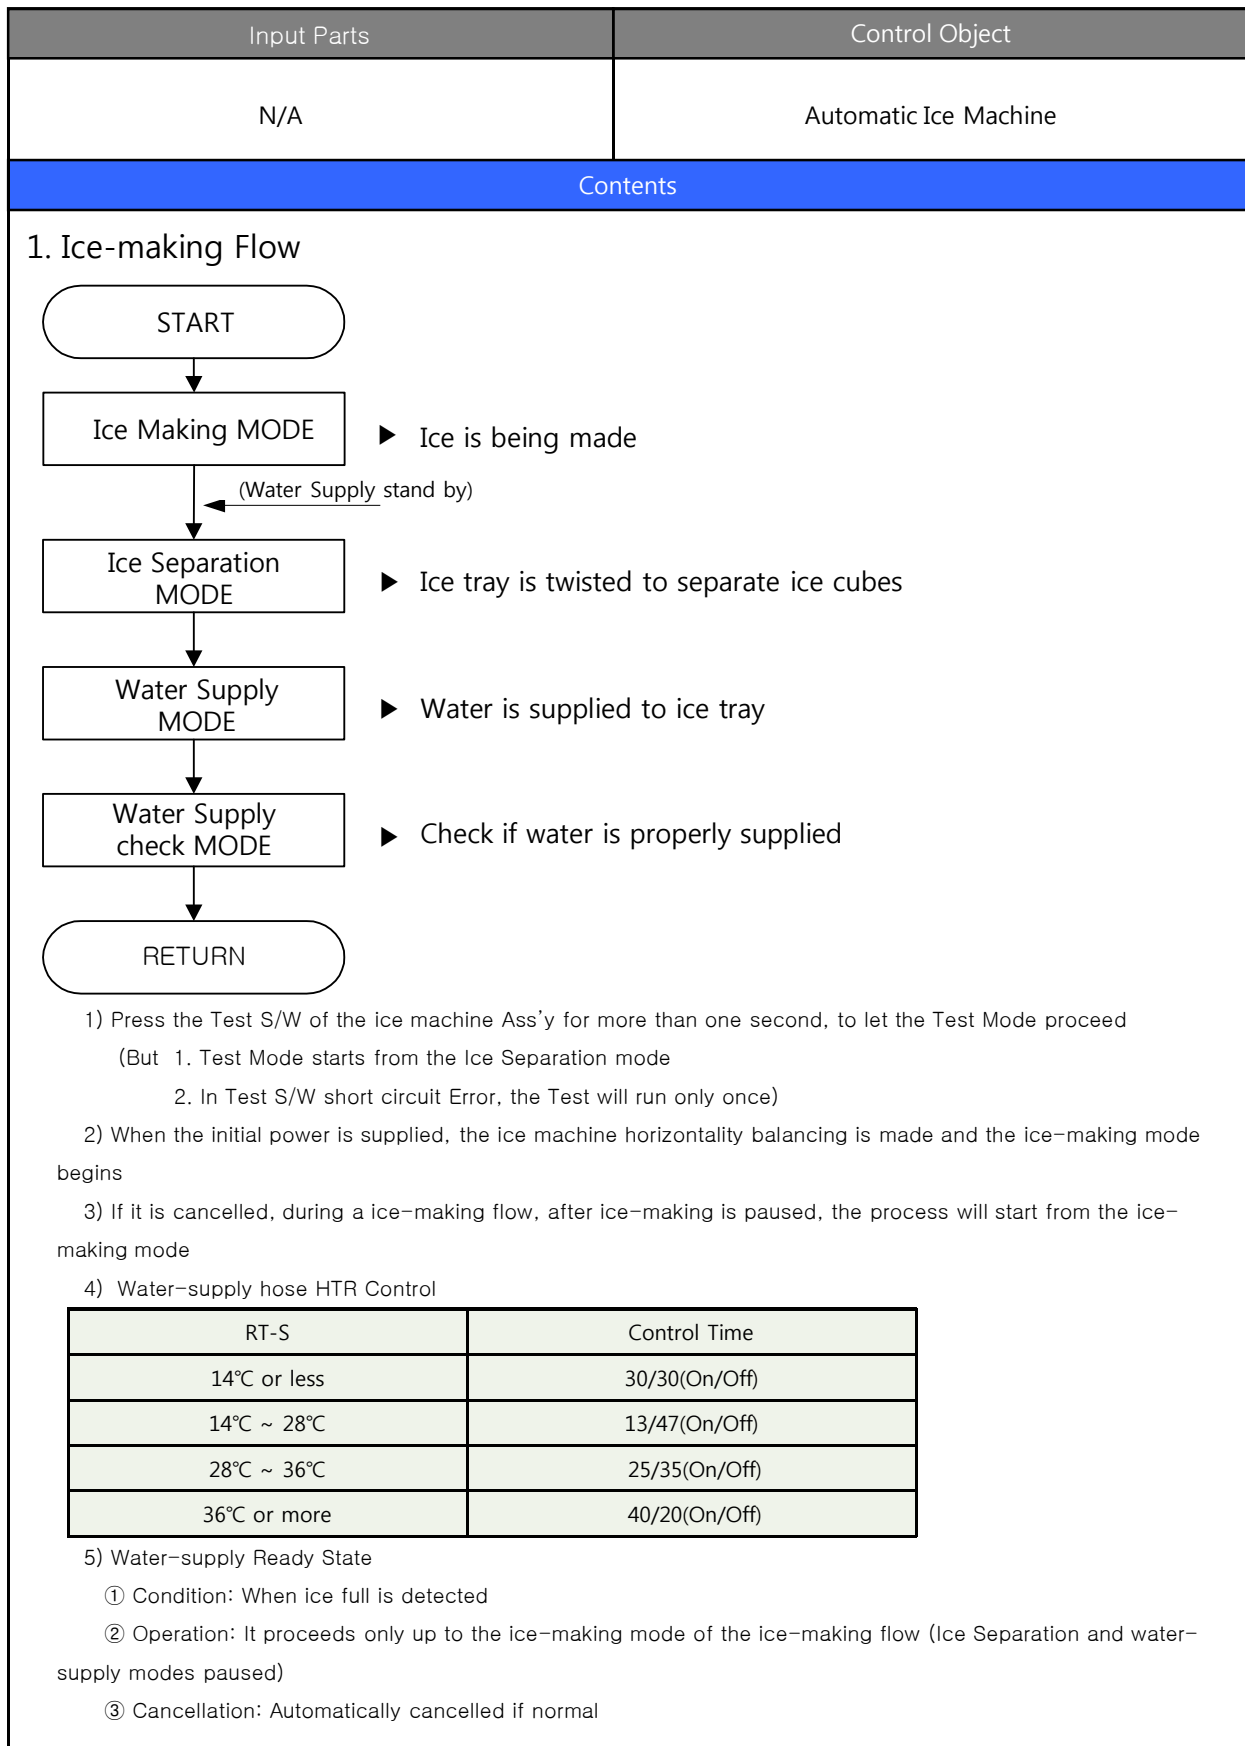 Input Parts
Control Object
N/A
Automatic Ice Machine
Contents
1. Ice-making Flow
START
Ice Making MODE
▶ Ice is being made
(Water Supply stand by)
Ice Separation
MODE
▶ Ice tray is twisted to separate ice cubes
Water Supply
MODE
▶ Water is supplied to ice tray
Water Supply
check MODE
▶ Check if water is properly supplied
RETURN
1) Press the Test S/W of the ice machine Ass'y for more than one second, to let the Test Mode proceed
(But 1. Test Mode starts from the Ice Separation mode
2. In Test S/W short circuit Error, the Test will run only once)
2) When the initial power is supplied, the ice machine horizontality balancing is made and the ice-making mode
begins
3) If it is cancelled, during a ice-making flow, after ice-making is paused, the process will start from the ice-
making mode
4) Water-supply hose HTR Control
RT-S
Control Time
14℃ or less
30/30(On/Off)
14℃ ~ 28℃
13/47(On/Off)
28℃ ~ 36℃
25/35(On/Off)
36℃ or more
40/20(On/Off)
5) Water-supply Ready State
① Condition: When ice full is detected
② Operation: It proceeds only up to the ice-making mode of the ice-making flow (Ice Separation and water-
supply modes paused)
③ Cancellation: Automatically cancelled if normal